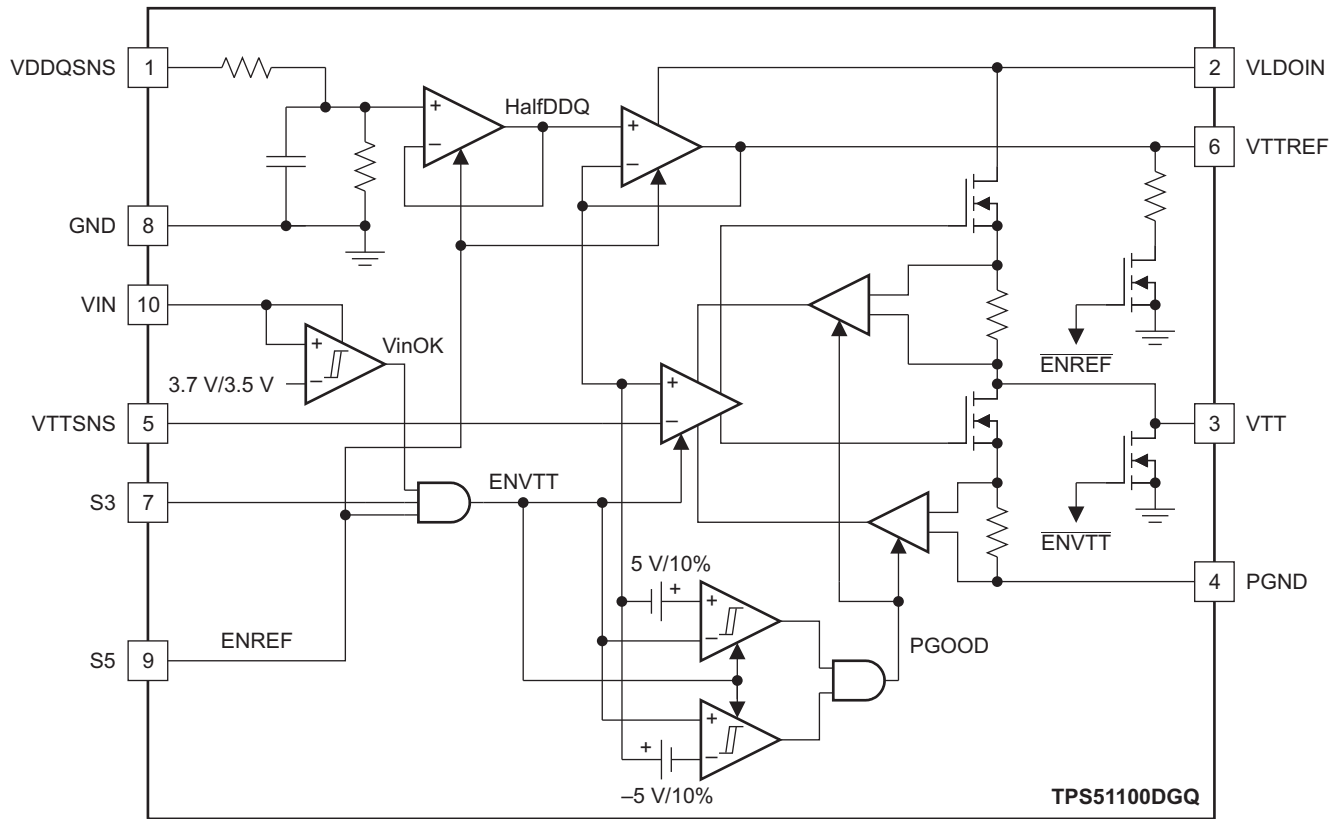 VDDQSNS 1
2 VLDOIN
+
HalfDDQ
+
–
–
6 VTTREF
GND 8
VIN 10
+
VinOK
–
3.7 V/3.5 V
ENREF
+
VTTSNS 5
–
3 VTT
S3 7
ENVTT
ENVTT
5 V/10%
+
+
4 PGND
–
PGOOD
S5 9
ENREF
+
+
–
–5 V/10%
TPS51100DGQ